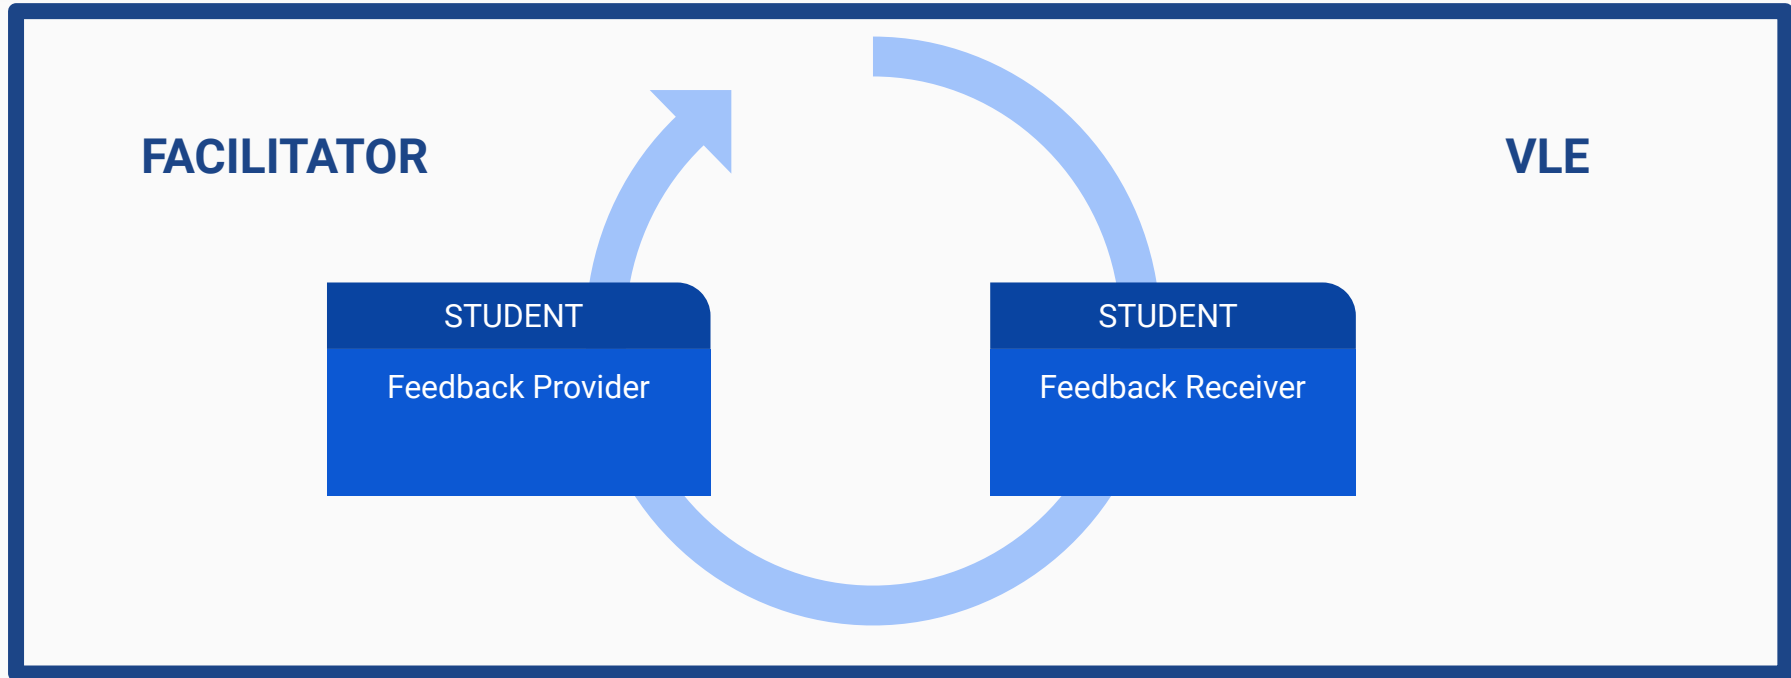 FACILITATOR
VLE
STUDENT
Feedback Provider
STUDENT
Feedback Receiver